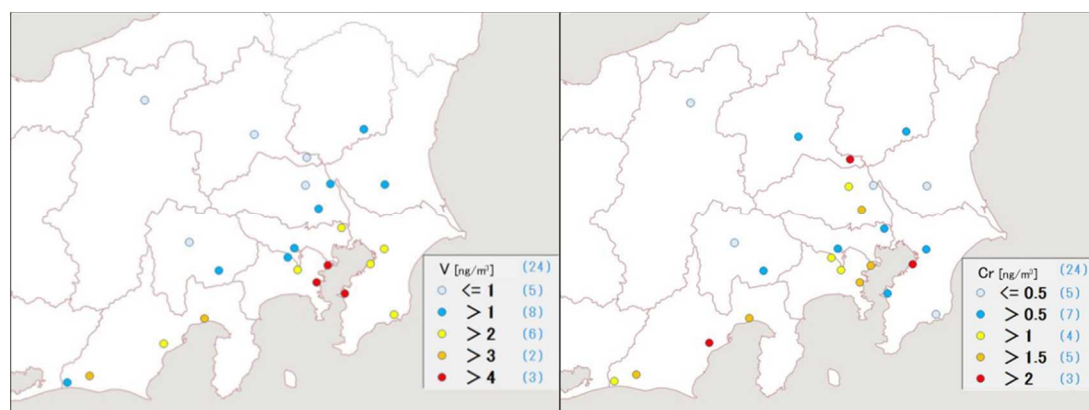 V [ng/m³] (24)
<= 1 (5)
> 1 (8)
> 2 (6)
> 3 (2)
> 4 (3)
Cr [ng/m³] (24)
<= 0.5 (5)
> 0.5 (7)
> 1 (4)
> 1.5 (5)
> 2 (3)